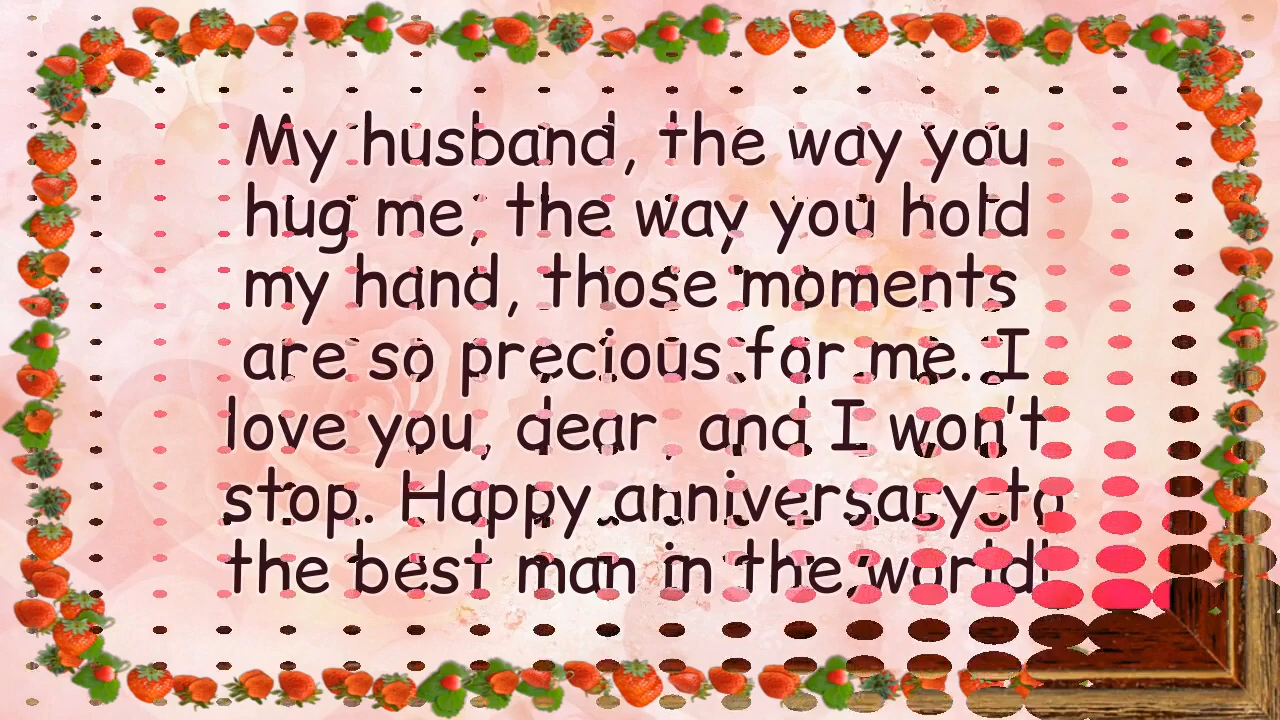 My husband, the way you
hug me, the way you hold
my hand, those moments
are so precious for me. I
love you, dear, and I won't
stop. Happy anniversary to
the best man in the world!